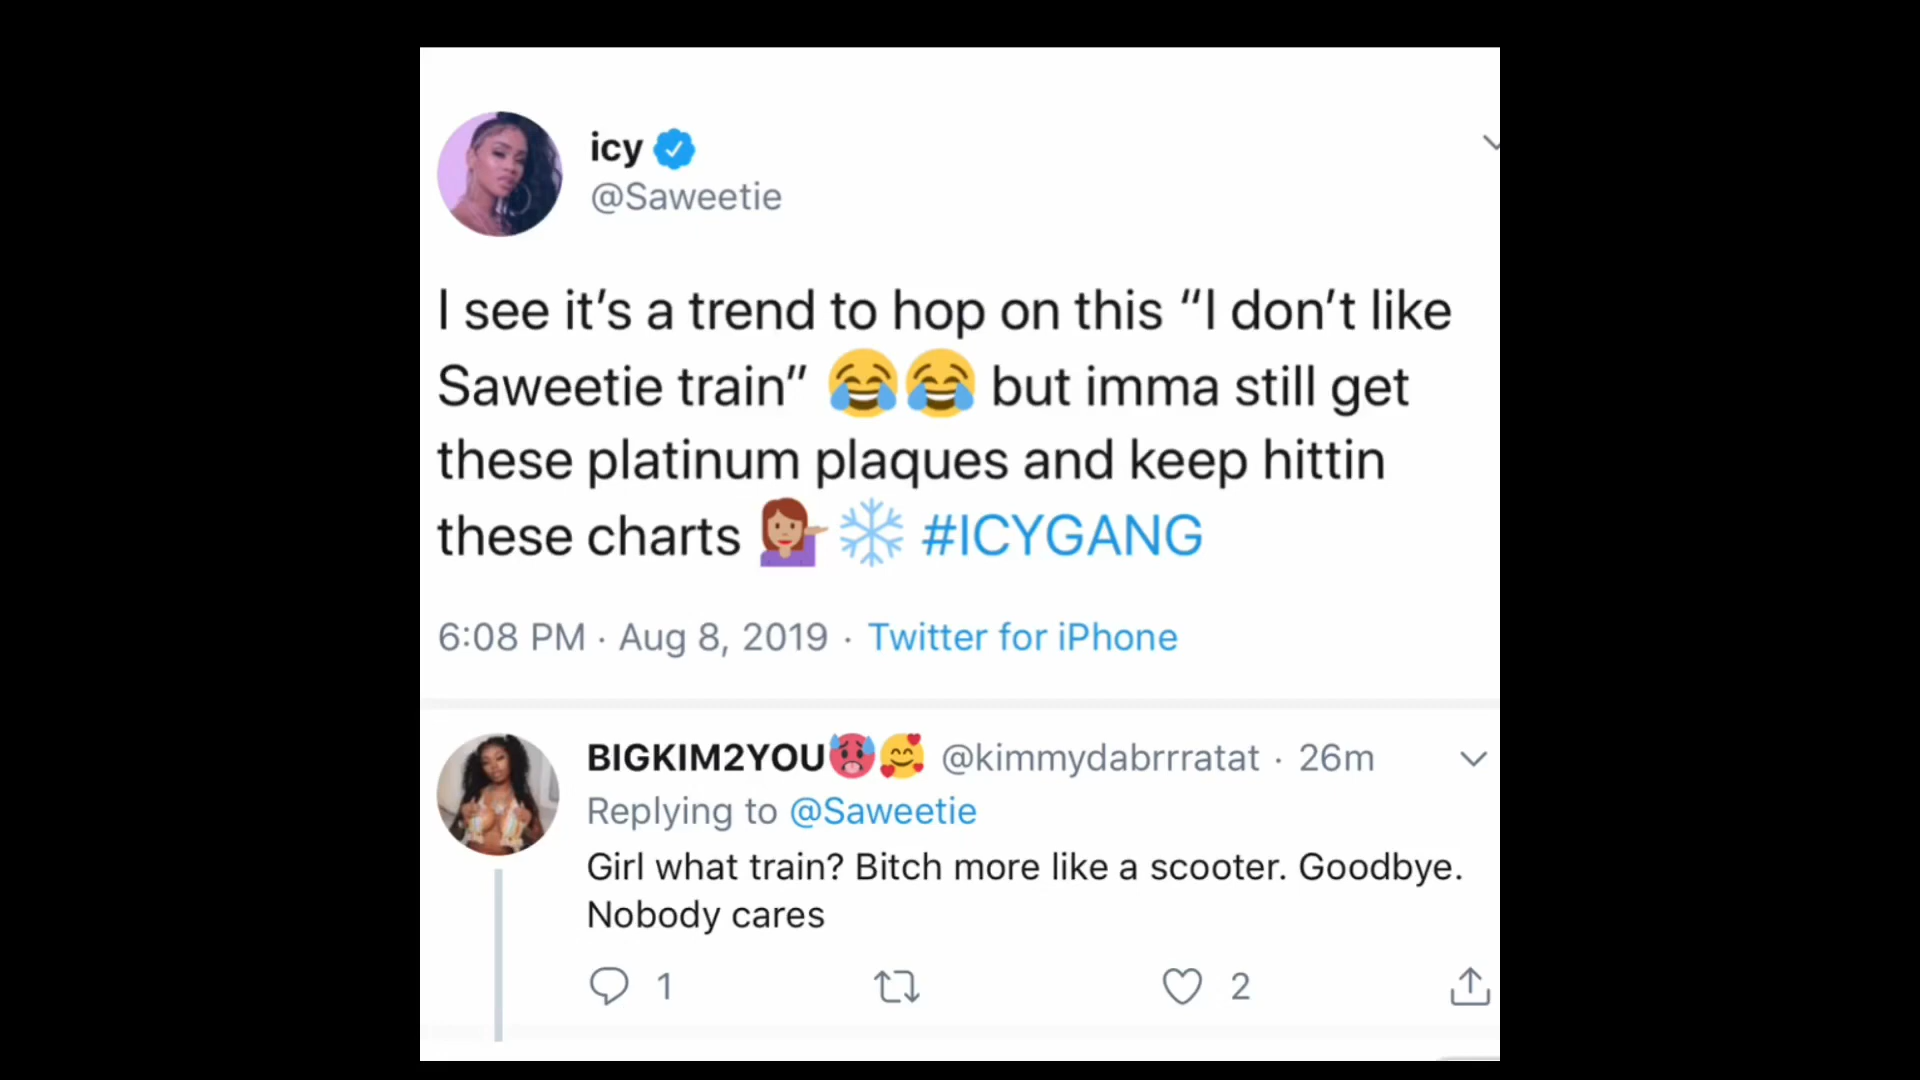 icy
@Saweetie
I see it’s a trend to hop on this “I don’t like
Saweetie train” 😂😂 but imma still get
these platinum plaques and keep hittin
these charts 💁🏽‍♀️❄️ #ICYGANG
6:08 PM · Aug 8, 2019 · Twitter for iPhone
BIGKIM2YOU🥵🥰 @kimmydabrrratat · 26m
Replying to @Saweetie
Girl what train? Bitch more like a scooter. Goodbye.
Nobody cares
1 2